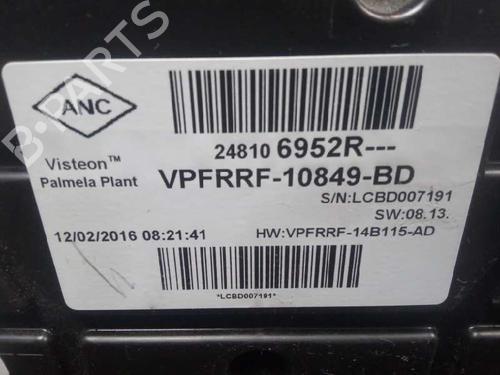 ANC
Visteon™
Palmela Plant
24810 6952R---
VPFRRF-10849-BD
S/N:LCBD007191
SW:08.13.
12/02/2016 08:21:41
HW:VPFRRF-14B115-AD
*LCBD007191*
B-PARTS